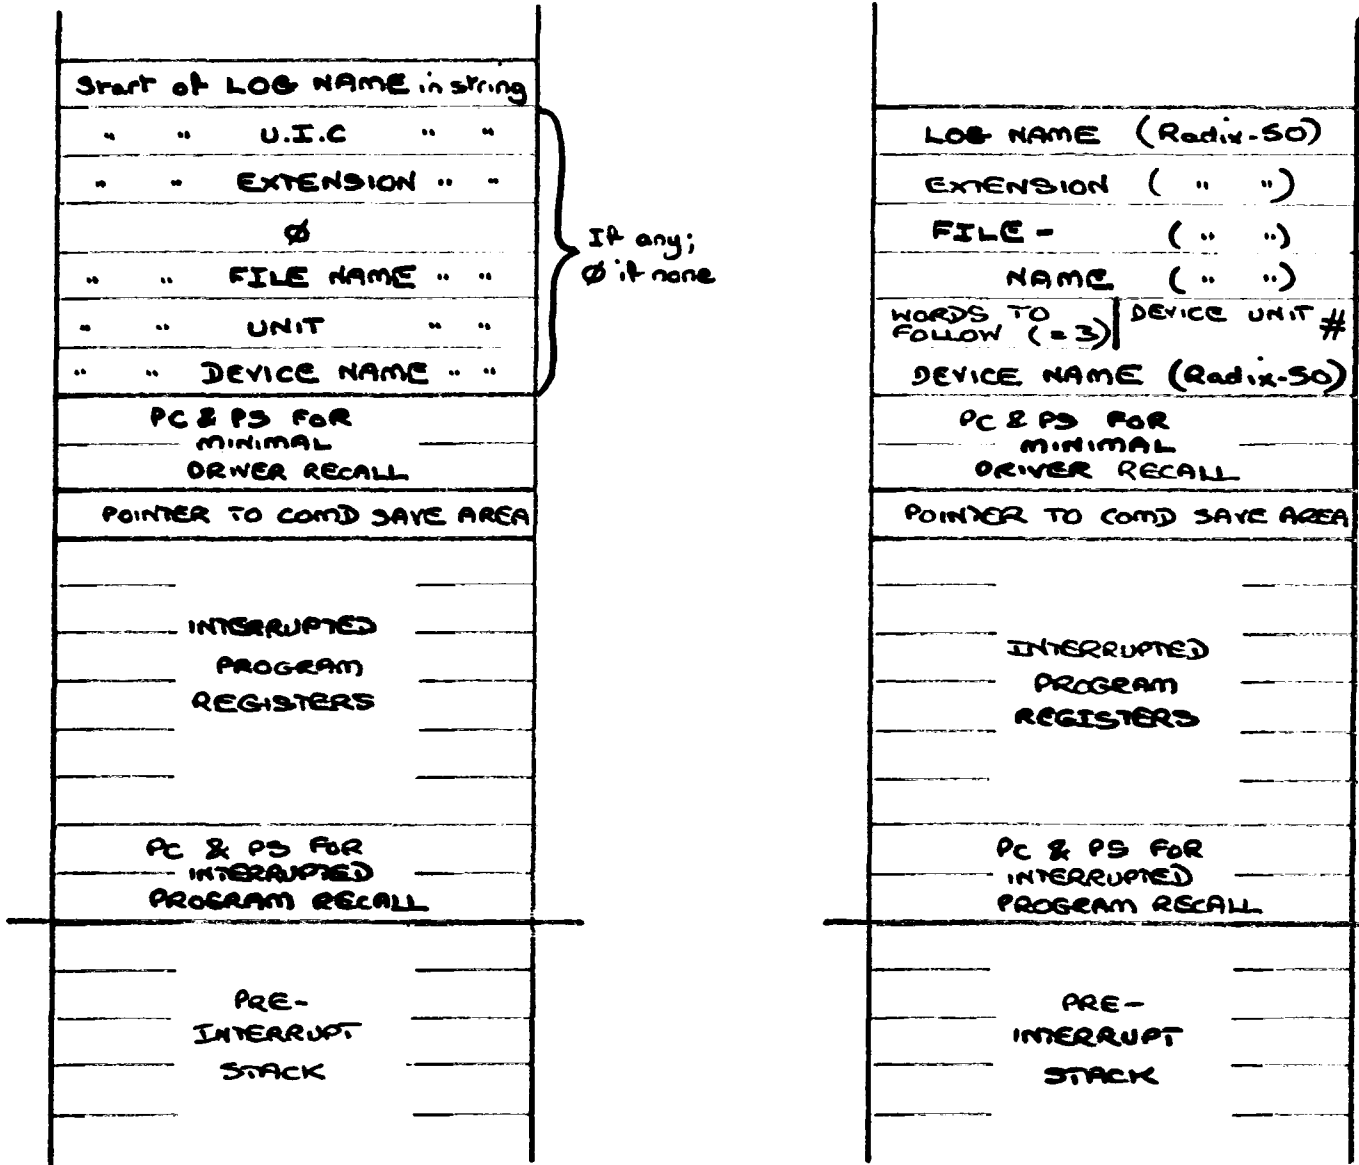 Start of LOG NAME in string
" " U.I.C " "
" " EXTENSION " "
Ø
" " FILE NAME " "
" " UNIT " "
" " DEVICE NAME " "
If any;
Ø if none
PC & PS FOR
MINIMAL
DRIVER RECALL
POINTER TO COMD SAVE AREA
INTERRUPTED
PROGRAM
REGISTERS
PC & PS FOR
INTERRUPTED
PROGRAM RECALL
PRE-
INTERRUPT
STACK
LOG NAME (Radix-50)
EXTENSION ( " " )
FILE - ( " " )
NAME ( " " )
WORDS TO
FOLLOW (=3)
DEVICE UNIT #
DEVICE NAME (Radix-50)
PC & PS FOR
MINIMAL
DRIVER RECALL
POINTER TO COMD SAVE AREA
INTERRUPTED
PROGRAM
REGISTERS
PC & PS FOR
INTERRUPTED
PROGRAM RECALL
PRE-
INTERRUPT
STACK